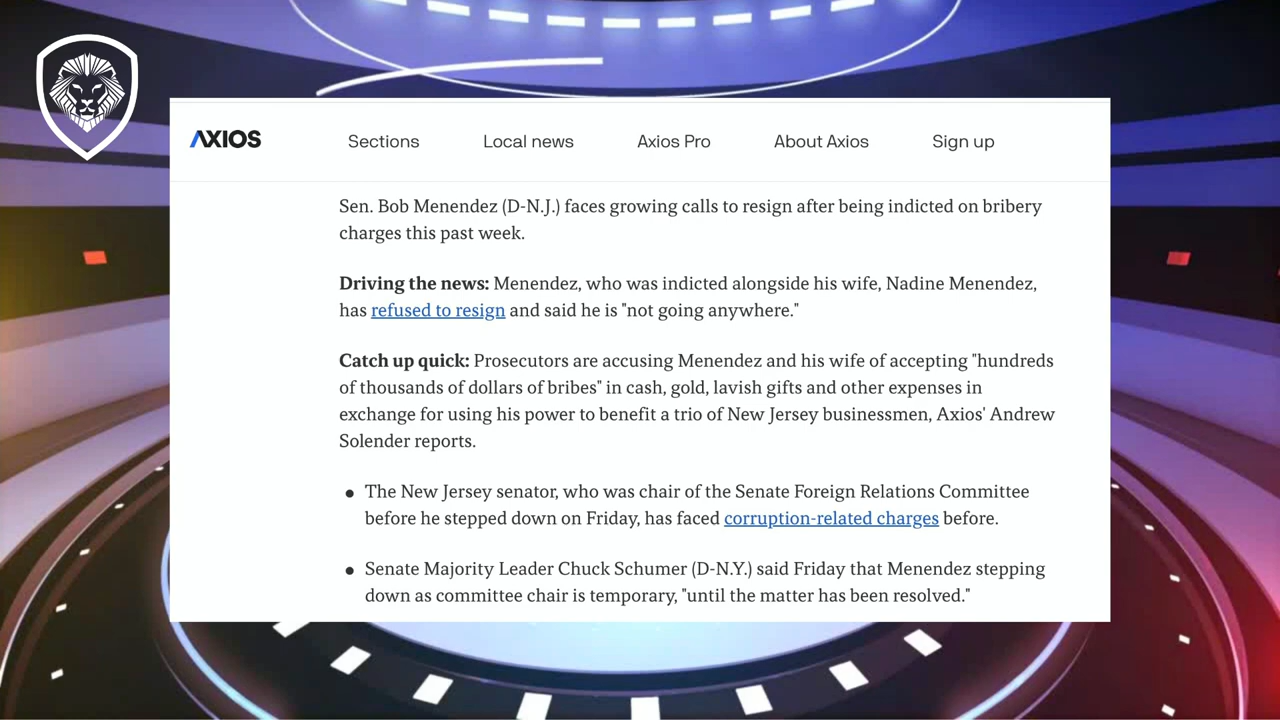 AXIOS
Sections Local news Axios Pro About Axios Sign up
Sen. Bob Menendez (D-N.J.) faces growing calls to resign after being indicted on bribery
charges this past week.
Driving the news: Menendez, who was indicted alongside his wife, Nadine Menendez,
has refused to resign and said he is "not going anywhere."
Catch up quick: Prosecutors are accusing Menendez and his wife of accepting "hundreds
of thousands of dollars of bribes" in cash, gold, lavish gifts and other expenses in
exchange for using his power to benefit a trio of New Jersey businessmen, Axios' Andrew
Solender reports.
● The New Jersey senator, who was chair of the Senate Foreign Relations Committee
before he stepped down on Friday, has faced corruption-related charges before.
● Senate Majority Leader Chuck Schumer (D-N.Y.) said Friday that Menendez stepping
down as committee chair is temporary, "until the matter has been resolved."